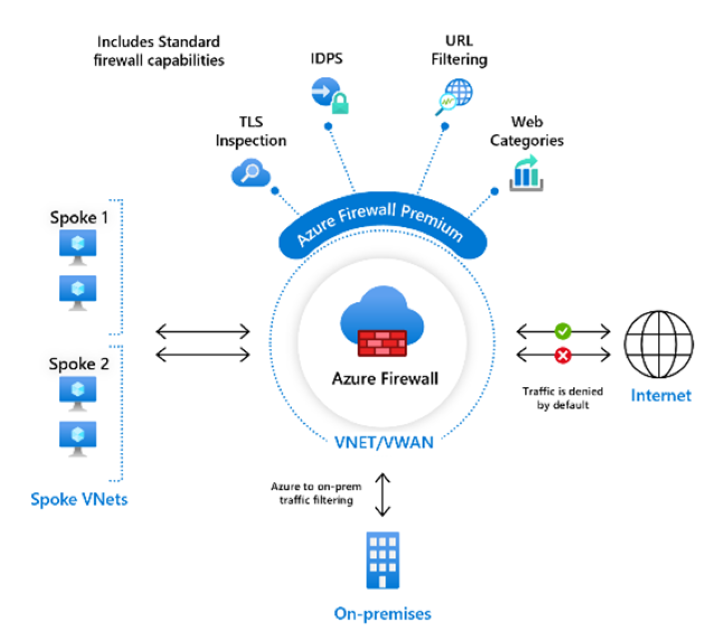 Includes Standard
firewall capabilities
IDPS
URL
Filtering
TLS
Inspection
Web
Categories
Azure Firewall Premium
Spoke 1
Spoke 2
Spoke VNets
Azure Firewall
VNET/VWAN
Traffic is denied
by default
Internet
Azure to on-prem
traffic filtering
On-premises